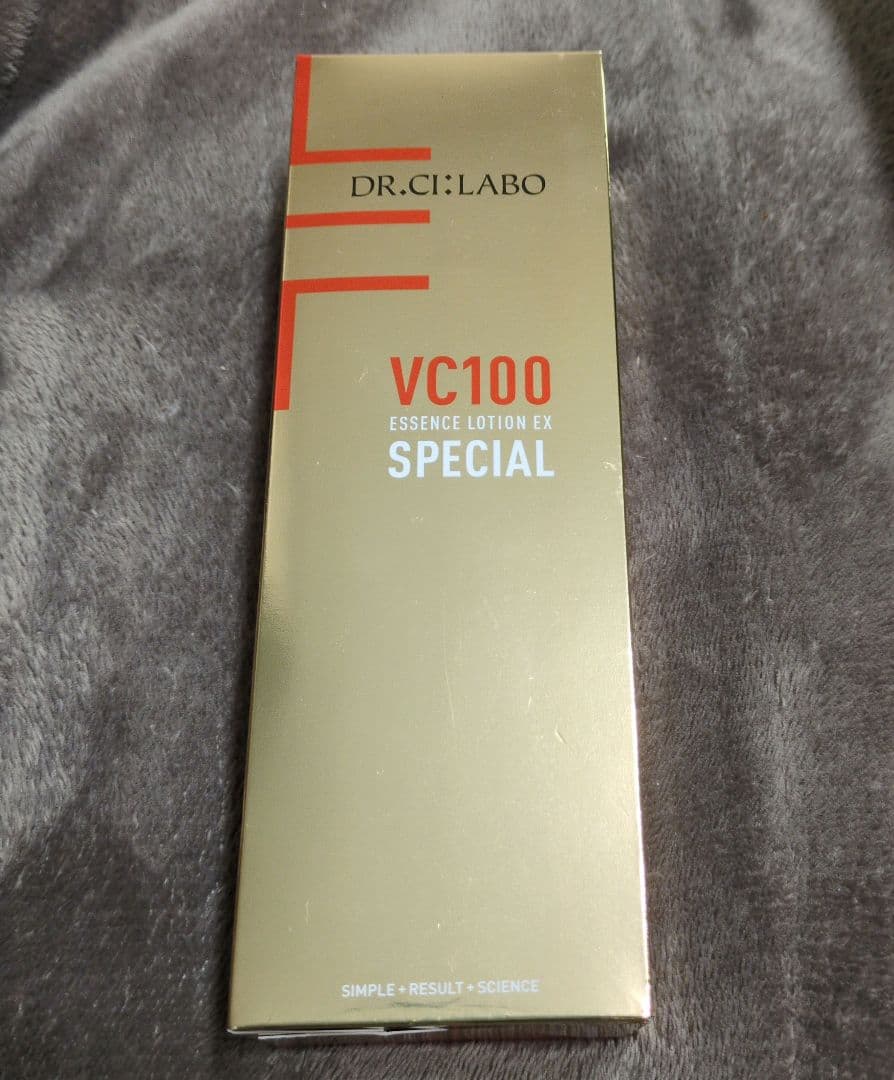 DR.CI:LABO
VC100
ESSENCE LOTION EX
SPECIAL
SIMPLE+RESULT+SCIENCE